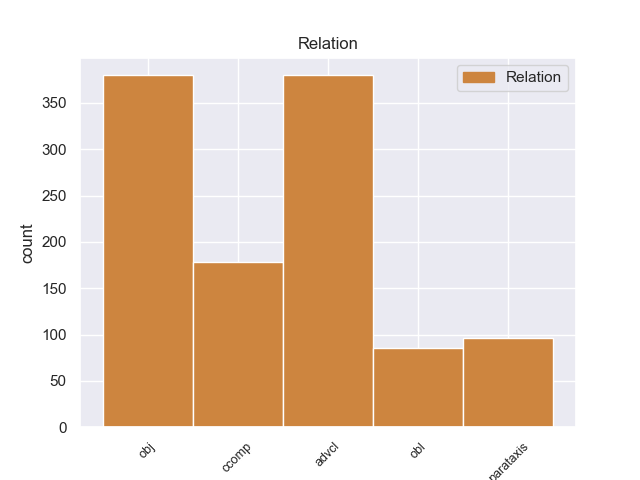 Relation
Relation
count
350
300
250
200
150
100
50
0
obj
ccomp
advcl
obl
parataxis